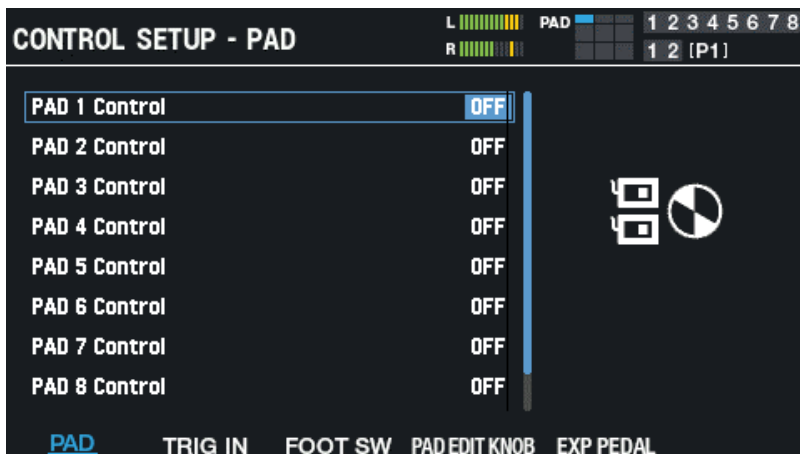 CONTROL SETUP - PAD
L
R
PAD
1 2 3 4 5 6 7 8
1 2 [P1]
PAD 1 Control OFF
PAD 2 Control OFF
PAD 3 Control OFF
PAD 4 Control OFF
PAD 5 Control OFF
PAD 6 Control OFF
PAD 7 Control OFF
PAD 8 Control OFF
PAD TRIG IN FOOT SW PAD EDIT KNOB EXP PEDAL